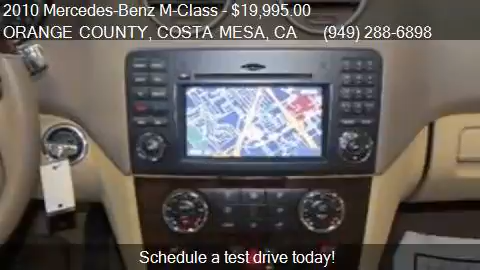 2010 Mercedes-Benz M-Class - $19,995.00
ORANGE COUNTY, COSTA MESA, CA (949) 288-6898
Schedule a test drive today!